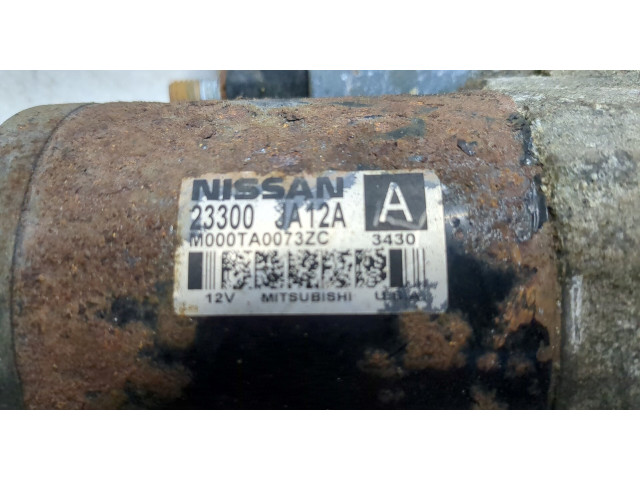 NISSAN A
23300 JA12A
M000TA0073ZC 3430
12V MITSUBISHI U.S.A.